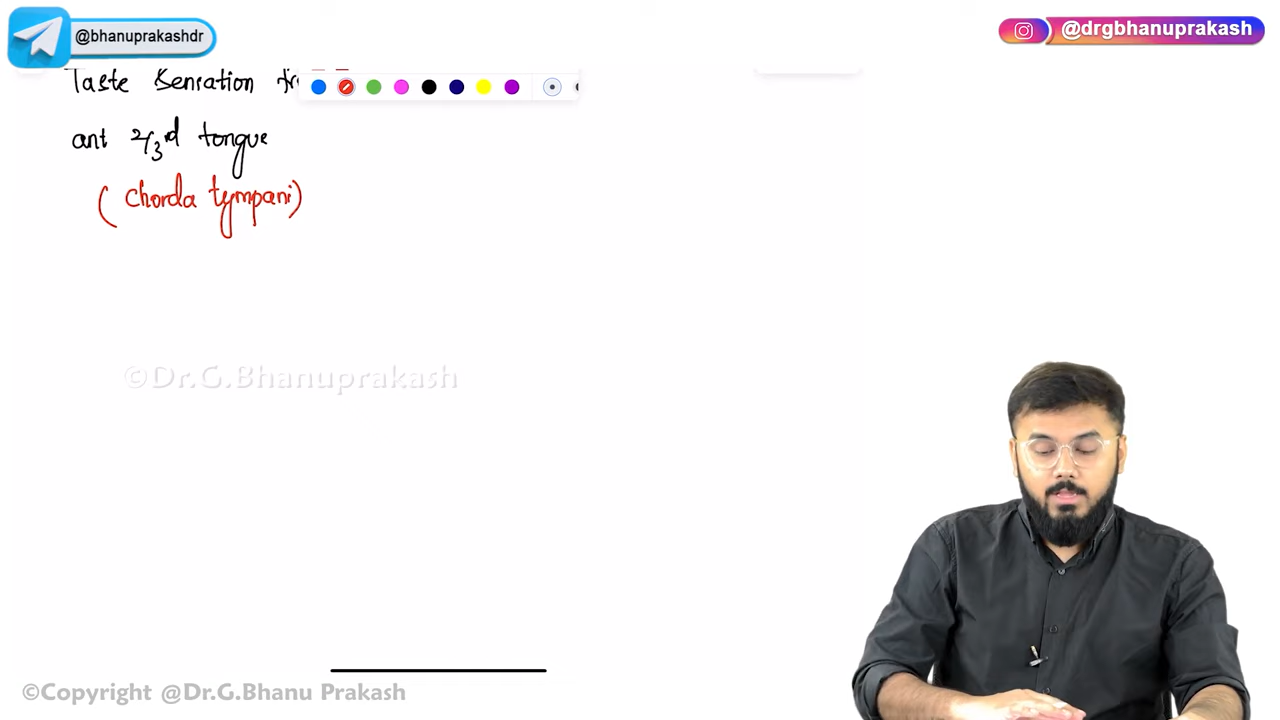 @bhanuprakashdr
@drgbhanuprakash
Taste Sensation
ant 2/3rd tongue
(Chorda tympani)
©Dr.G.Bhanuprakash
©Copyright @Dr.G.Bhanu Prakash